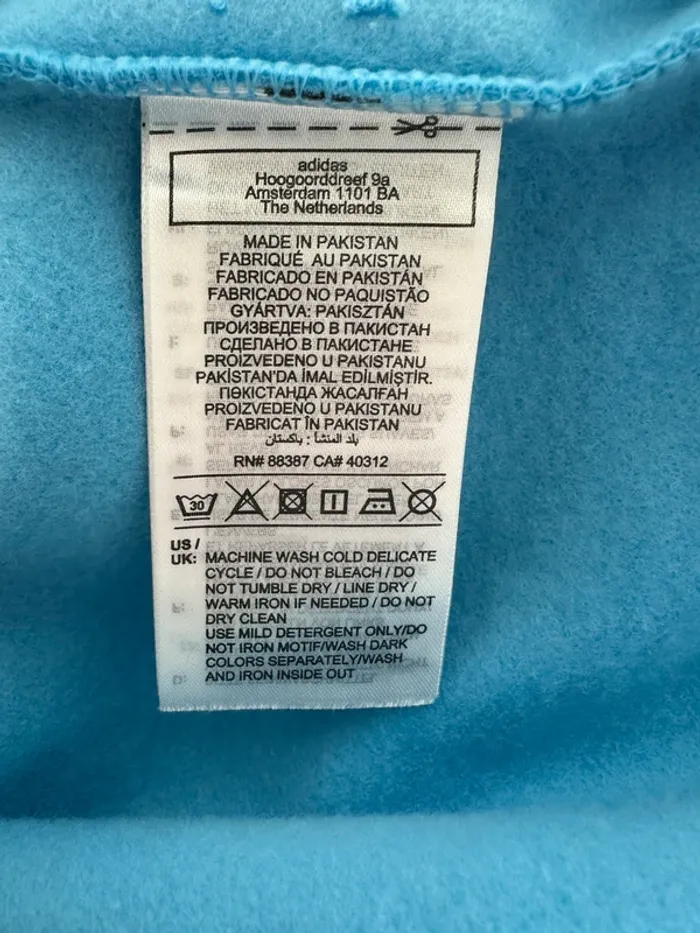 adidas
Hoogoorddreef 9a
Amsterdam 1101 BA
The Netherlands
MADE IN PAKISTAN
FABRIQUÉ AU PAKISTAN
FABRICADO EN PAKISTÁN
FABRICADO NO PAQUISTÃO
GYÁRTVA: PAKISZTÁN
ПРОИЗВЕДЕНО В ПАКИСТАН
СДЕЛАНО В ПАКИСТАНЕ
PROIZVEDENO U PAKISTANU
PAKİSTAN'DA İMAL EDİLMİŞTİR.
ПӘКІСТАНДА ЖАСАЛҒАН
PROIZVEDENO U PAKISTANU
FABRICAT ÎN PAKISTAN
بلد المنشأ : باكستان
RN# 88387 CA# 40312
30
US /
UK: MACHINE WASH COLD DELICATE
CYCLE / DO NOT BLEACH / DO
NOT TUMBLE DRY / LINE DRY /
WARM IRON IF NEEDED / DO NOT
DRY CLEAN
USE MILD DETERGENT ONLY/DO
NOT IRON MOTIF/WASH DARK
COLORS SEPARATELY/WASH
AND IRON INSIDE OUT